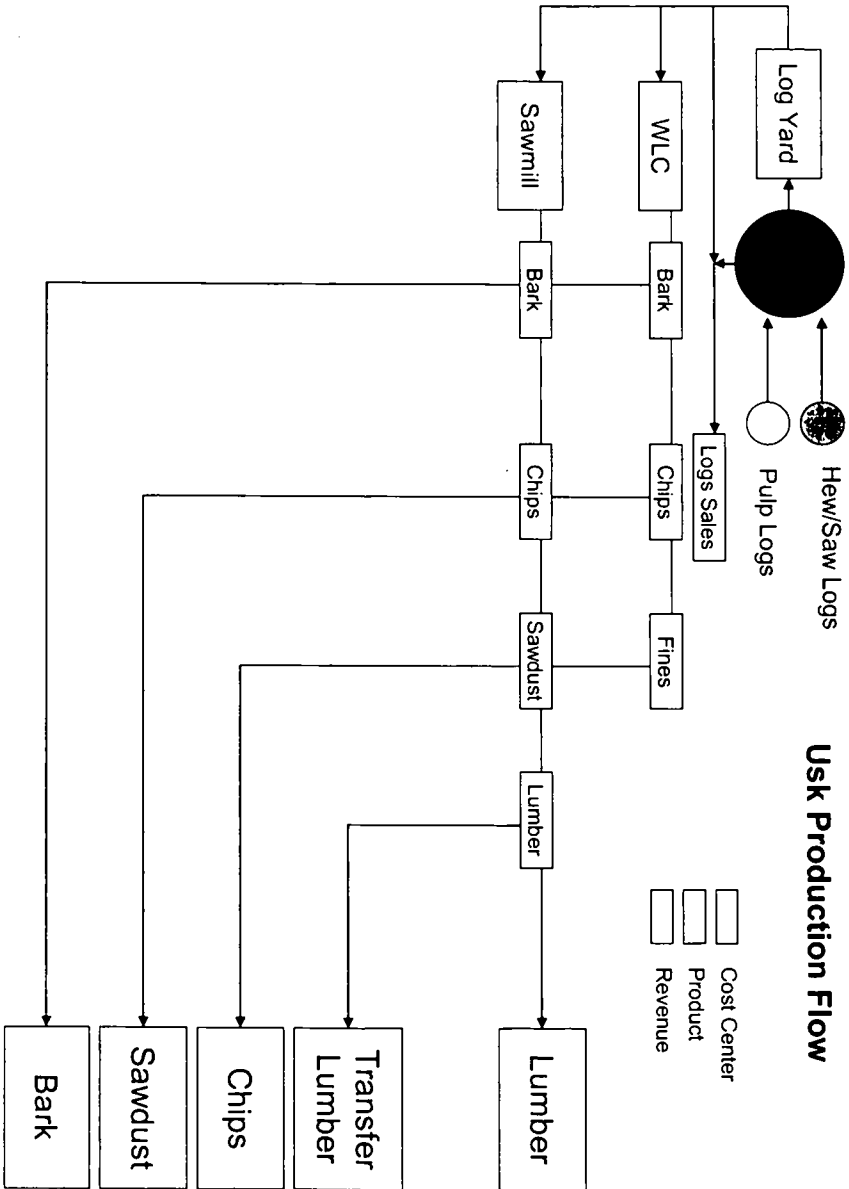 Usk Production Flow
Hew/Saw Logs
Pulp Logs
Log Yard
Logs Sales
Cost Center
Product
Revenue
WLC
Bark
Chips
Fines
Sawmill
Bark
Chips
Sawdust
Lumber
Lumber
Transfer
Lumber
Chips
Sawdust
Bark